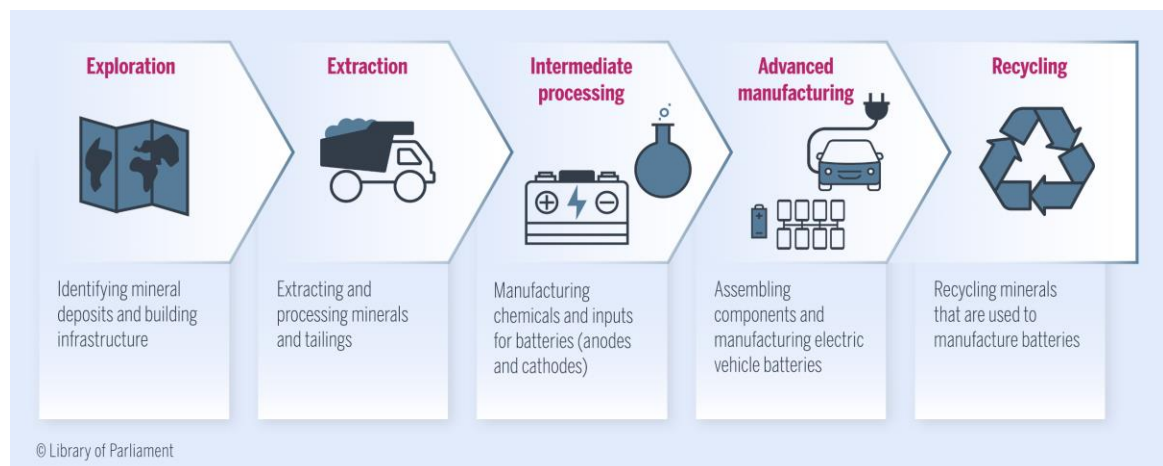 Exploration
Identifying mineral
deposits and building
infrastructure
Extraction
Extracting and
processing minerals
and tailings
Intermediate
processing
Manufacturing
chemicals and inputs
for batteries (anodes
and cathodes)
Advanced
manufacturing
Assembling
components and
manufacturing electric
vehicle batteries
Recycling
Recycling minerals
that are used to
manufacture batteries
© Library of Parliament